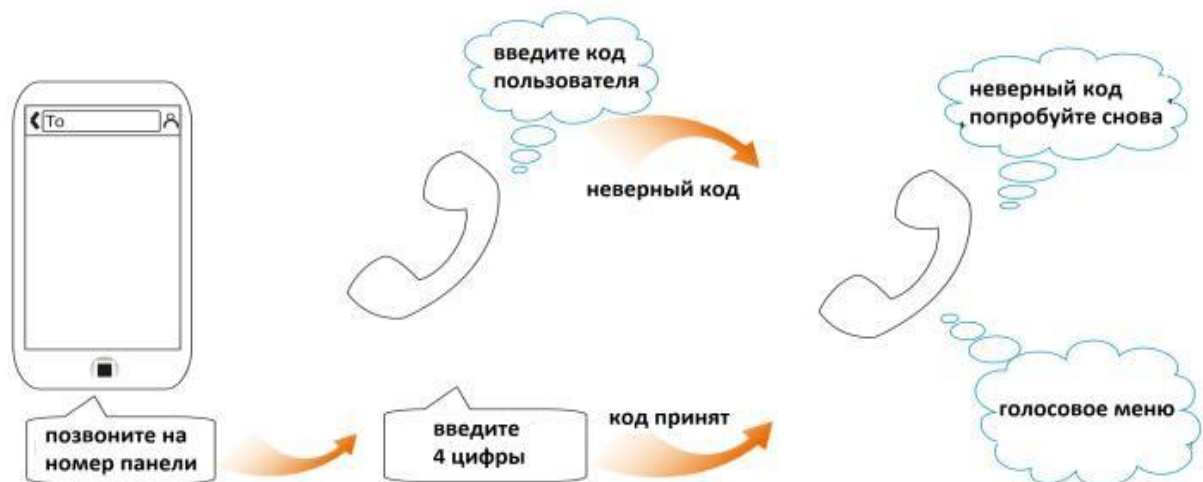 To
позвоните на
номер панели
введите код
пользователя
введите
4 цифры
неверный код
код принят
неверный код
попробуйте снова
голосовое меню